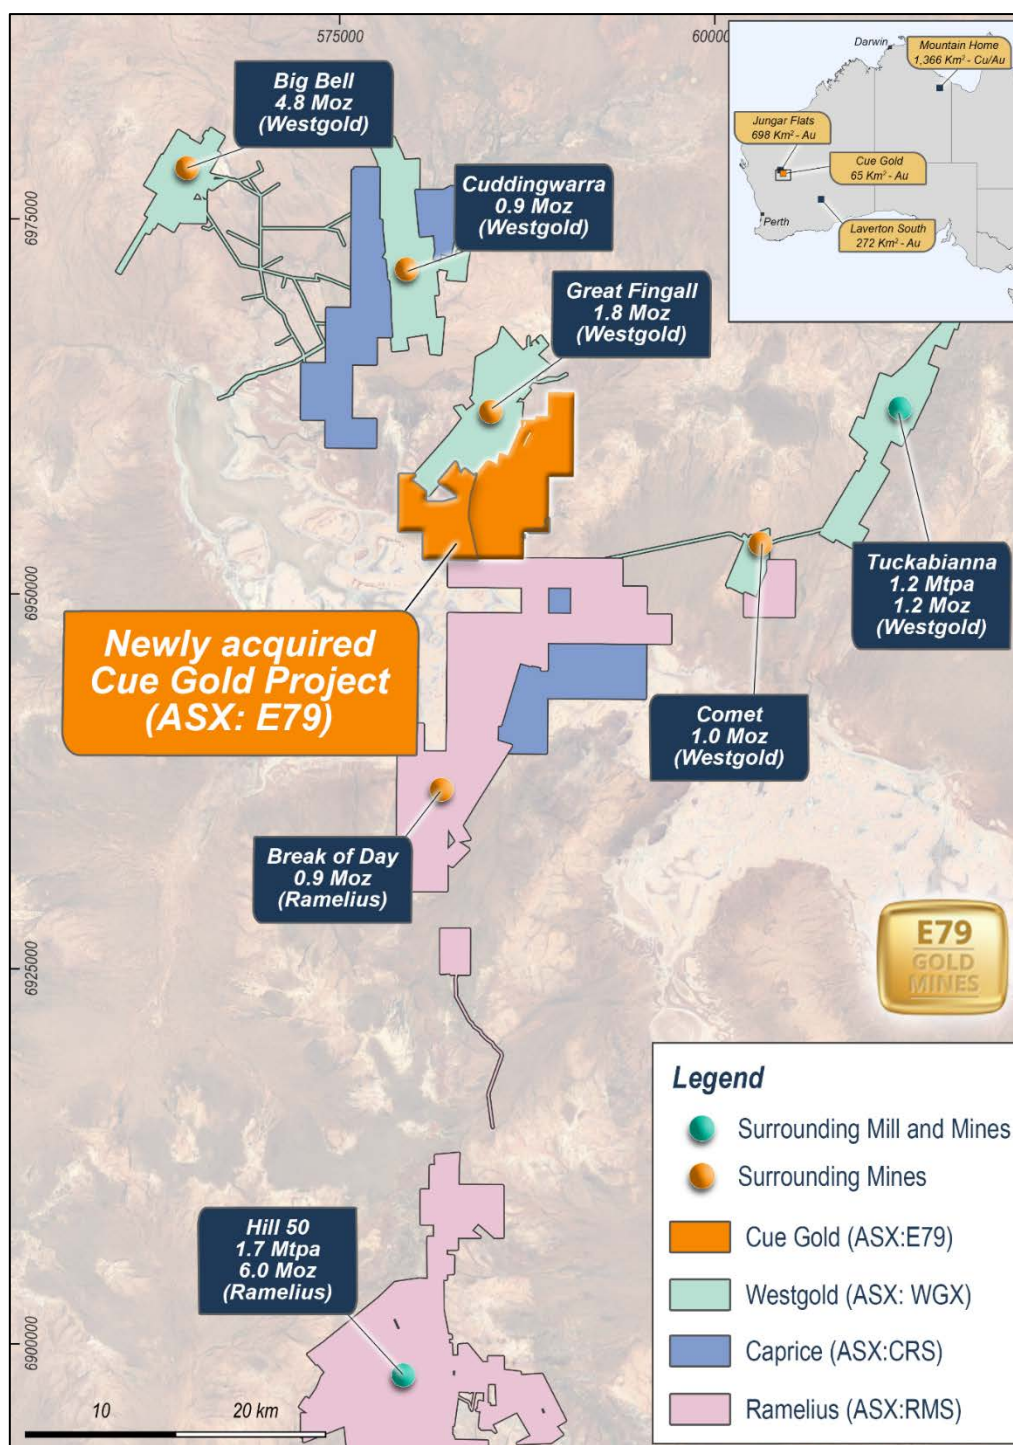 575000
60000
Darwin
Mountain Home
1,366 Km² - Cu/Au
Jungar Flats
698 Km² - Au
Cue Gold
65 Km² - Au
Perth
Laverton South
272 Km² - Au
Big Bell
4.8 Moz
(Westgold)
Cuddingwarra
0.9 Moz
(Westgold)
6975000
Great Fingall
1.8 Moz
(Westgold)
Tuckabianna
1.2 Mtpa
1.2 Moz
(Westgold)
6950000
Newly acquired
Cue Gold Project
(ASX: E79)
Comet
1.0 Moz
(Westgold)
Break of Day
0.9 Moz
(Ramelius)
6925000
E79
GOLD
MINES
Legend
Surrounding Mill and Mines
Surrounding Mines
Cue Gold (ASX:E79)
Westgold (ASX: WGX)
Caprice (ASX:CRS)
Ramelius (ASX:RMS)
Hill 50
1.7 Mtpa
6.0 Moz
(Ramelius)
6900000
10
20 km